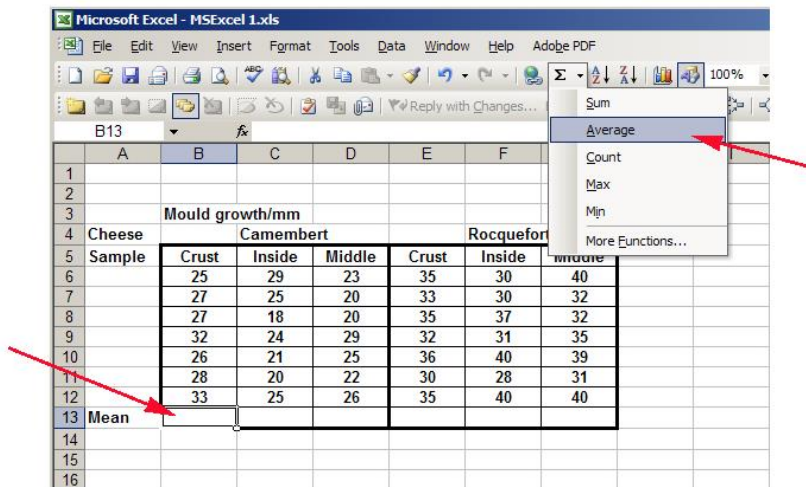 Microsoft Excel - MSExcel 1.xls
File Edit View Insert Format Tools Data Window Help Adobe PDF
ABC Σ A Z Z A 100%
Reply with Changes...
Sum
B13 fx
Average
A B C D E F
Count
1
Max
2
Min
3 Mould growth/mm
4 Cheese Camembert
More Functions...
5 Sample Crust Inside Middle Crust Inside Middle
6 25 29 23 35 30 40
7 27 25 20 33 30 32
8 27 18 20 35 37 32
9 32 24 29 32 31 35
10 26 21 25 36 40 39
11 28 20 22 30 28 31
12 33 25 26 35 40 40
13 Mean
14
15
16